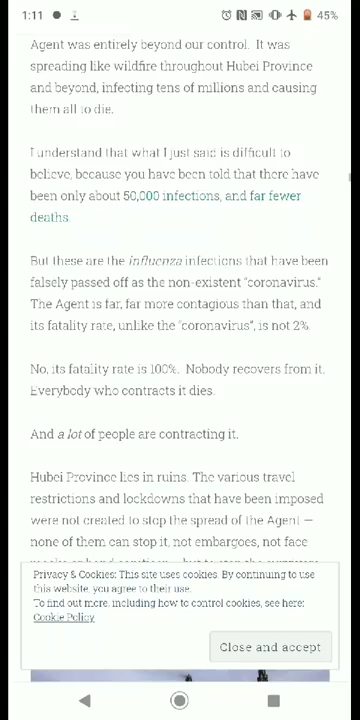 1:11
45%
Agent was entirely beyond our control. It was
spreading like wildfire throughout Hubei Province
and beyond, infecting tens of millions and causing
them all to die.
I understand that what I just said is difficult to
believe, because you have been told that there have
been only about 50,000 infections, and far fewer
deaths.
But these are the influenza infections that have been
falsely passed off as the non-existent “coronavirus.”
The Agent is far, far more contagious than that, and
its fatality rate, unlike the “coronavirus”, is not 2%.
No, its fatality rate is 100%. Nobody recovers from it.
Everybody who contracts it dies.
And a lot of people are contracting it.
Hubei Province lies in ruins. The various travel
restrictions and lockdowns that have been imposed
were not created to stop the spread of the Agent —
none of them can stop it, not embargoes, not face
Privacy & Cookies: This site uses cookies. By continuing to use
this website, you agree to their use.
To find out more, including how to control cookies, see here:
Cookie Policy
Close and accept